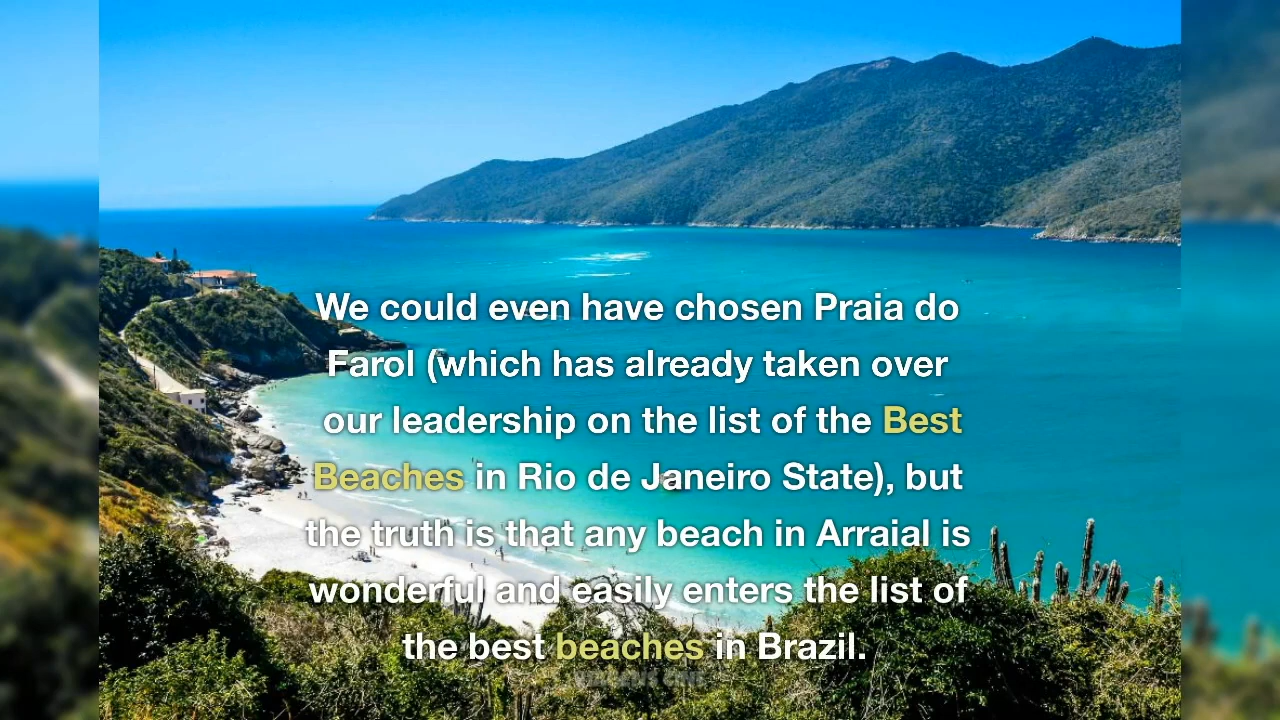 We could even have chosen Praia do
Farol (which has already taken over
our leadership on the list of the Best
Beaches in Rio de Janeiro State), but
the truth is that any beach in Arraial is
wonderful and easily enters the list of
the best beaches in Brazil.